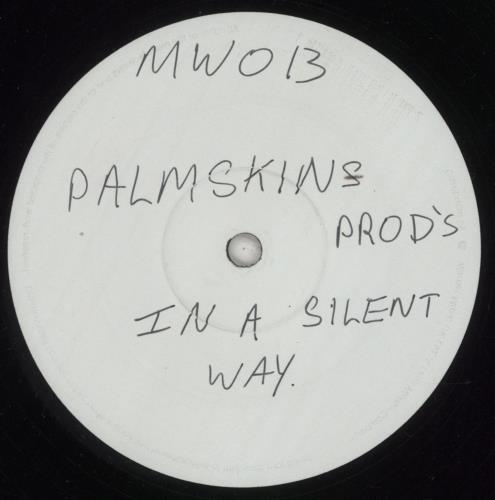 MW013
PALMSKINS
PROD'S
IN A SILENT
WAY.